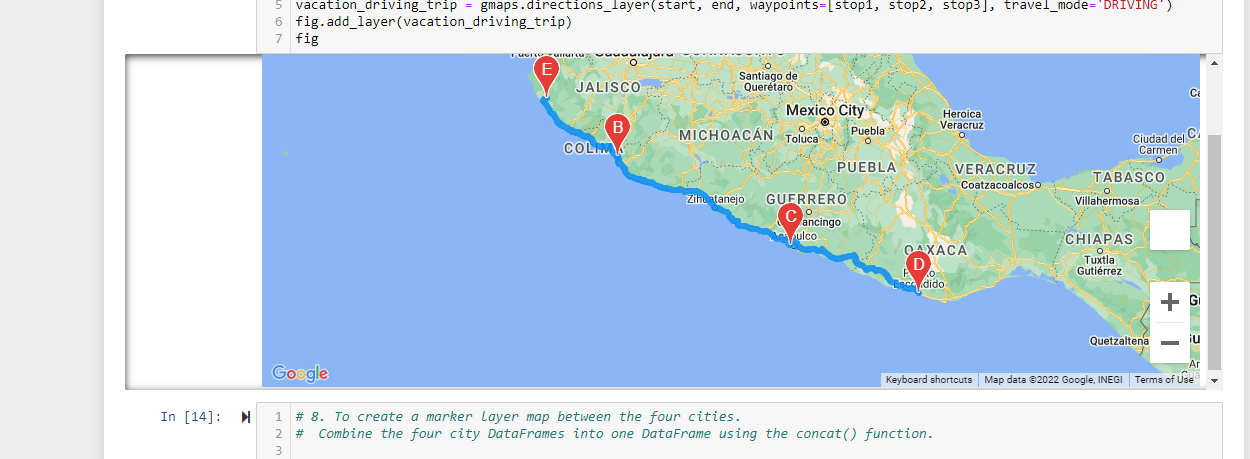 5 vacation_driving_trip = gmaps.directions_layer(start, end, waypoints=[stop1, stop2, stop3], travel_mode='DRIVING')
6 fig.add_layer(vacation_driving_trip)
7 fig
E
JALISCO
Santiago de
Querétaro
Mexico City
Heroica
Veracruz
B
MICHOACÁN
Toluca
Puebla
COLIMA
Ciudad del
Carmen
PUEBLA
VERACRUZ
Coatzacoalcos
TABASCO
Villahermosa
Zihuatanejo
GUERRERO
C
Acapulco
CHIAPAS
OAXACA
D
Tuxtla
Gutiérrez
Escondido
+
Quetzaltena
−
Google
Keyboard shortcuts
Map data ©2022 Google, INEGI
Terms of Use
In [14]:
1 # 8. To create a marker layer map between the four cities.
2 #  Combine the four city DataFrames into one DataFrame using the concat() function.
3